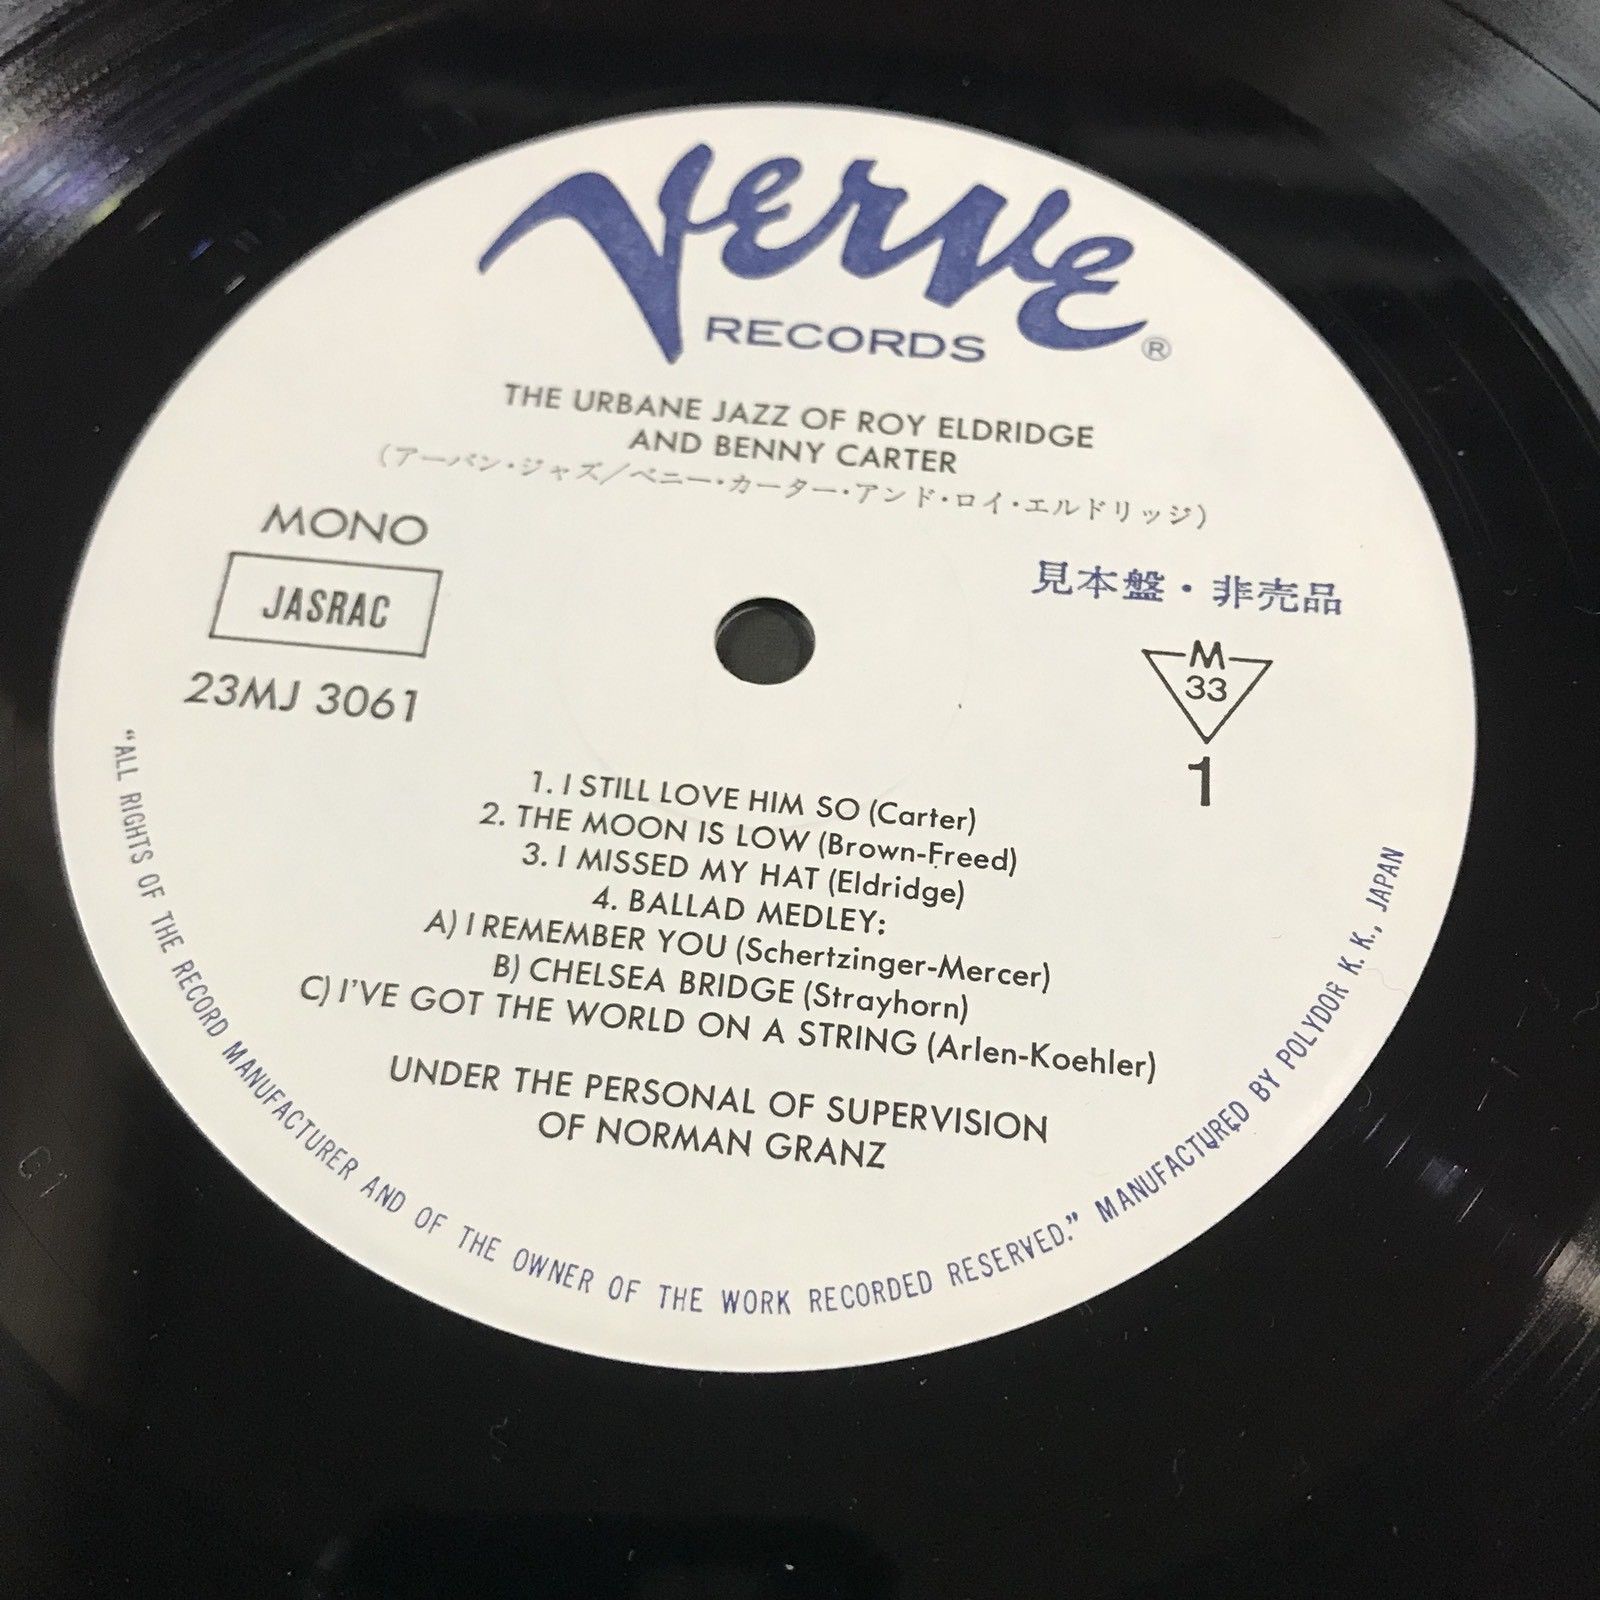 Verve
RECORDS ®
THE URBANE JAZZ OF ROY ELDRIDGE
AND BENNY CARTER
(アーバン・ジャズ/ベニー・カーター・アンド・ロイ・エルドリッジ)
MONO
JASRAC
23MJ 3061
見本盤・非売品
M
33
1
1. I STILL LOVE HIM SO (Carter)
2. THE MOON IS LOW (Brown-Freed)
3. I MISSED MY HAT (Eldridge)
4. BALLAD MEDLEY:
A) I REMEMBER YOU (Schertzinger-Mercer)
B) CHELSEA BRIDGE (Strayhorn)
C) I'VE GOT THE WORLD ON A STRING (Arlen-Koehler)
UNDER THE PERSONAL OF SUPERVISION
OF NORMAN GRANZ
"ALL RIGHTS OF THE RECORD MANUFACTURER AND OF THE OWNER OF THE WORK RECORDED RESERVED." MANUFACTURED BY POLYDOR K. K., JAPAN